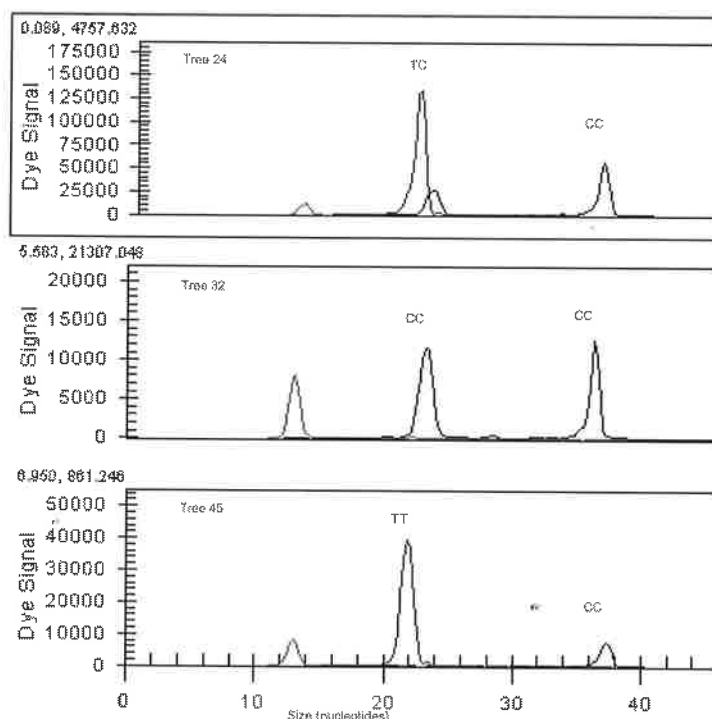 0.089, 4757.632
Dye Signal
175000
150000
125000
100000
75000
50000
25000
0
Tree 24
TC
CC
5.583, 21307.048
Dye Signal
20000
15000
10000
5000
0
Tree 32
CC
CC
6.950, 861.246
Dye Signal
50000
40000
30000
20000
10000
0
Tree 45
TT
CC
0
10
20
30
40
Size (nucleotides)